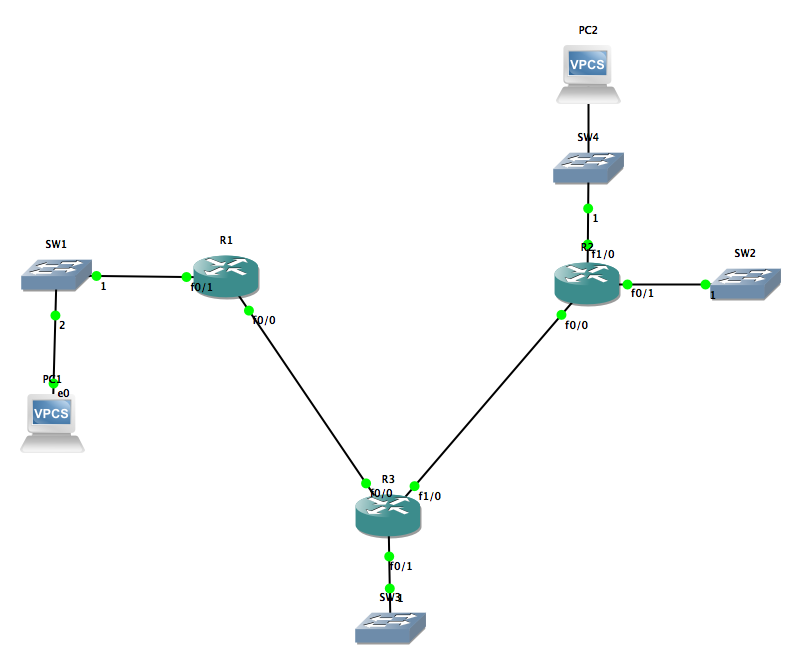 PC2
VPCS
SW4
1
R2
f1/0
SW1
R1
SW2
1
f0/1
f0/1
1
f0/0
f0/0
2
PC1
e0
VPCS
R3
f0/0
f1/0
f0/1
SW3
1